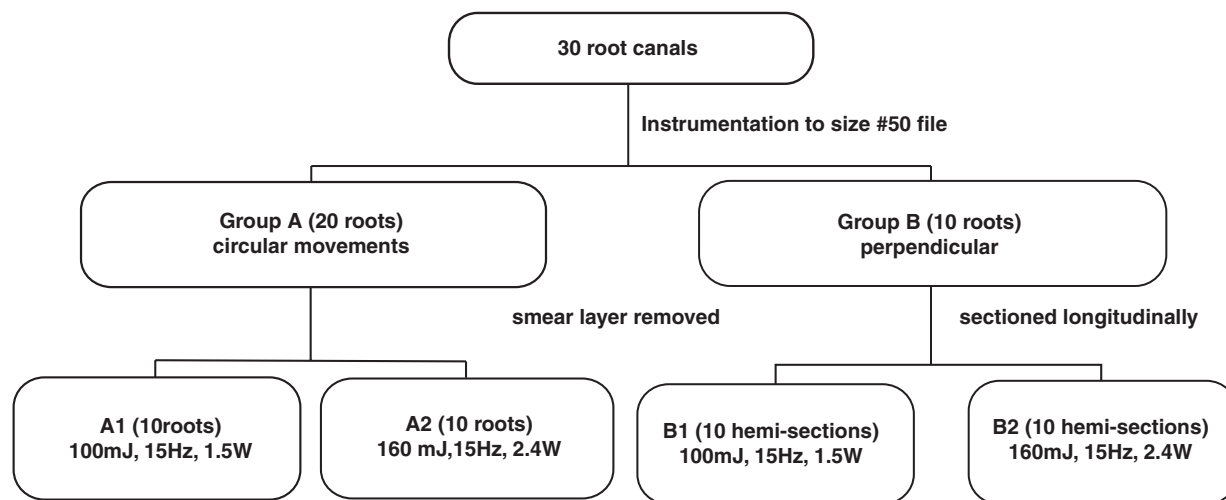 30 root canals
Instrumentation to size #50 file
Group A (20 roots)
circular movements
Group B (10 roots)
perpendicular
smear layer removed
sectioned longitudinally
A1 (10roots)
100mJ, 15Hz, 1.5W
A2 (10 roots)
160 mJ,15Hz, 2.4W
B1 (10 hemi-sections)
100mJ, 15Hz, 1.5W
B2 (10 hemi-sections)
160mJ, 15Hz, 2.4W